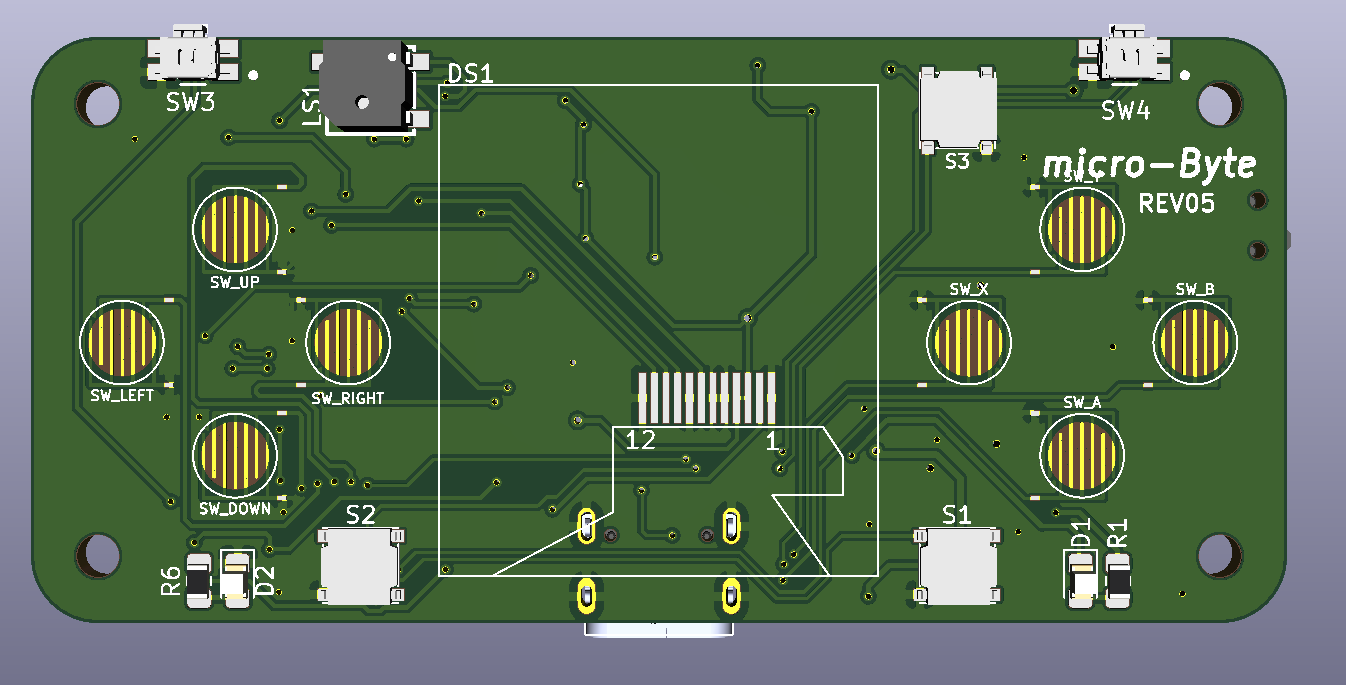 SW3
LS1
DS1
S3
SW4
micro-Byte
SW_Y
REV05
SW_UP
SW_X
SW_B
SW_LEFT
SW_RIGHT
SW_A
12
1
SW_DOWN
S2
S1
D1
R1
R6
D2